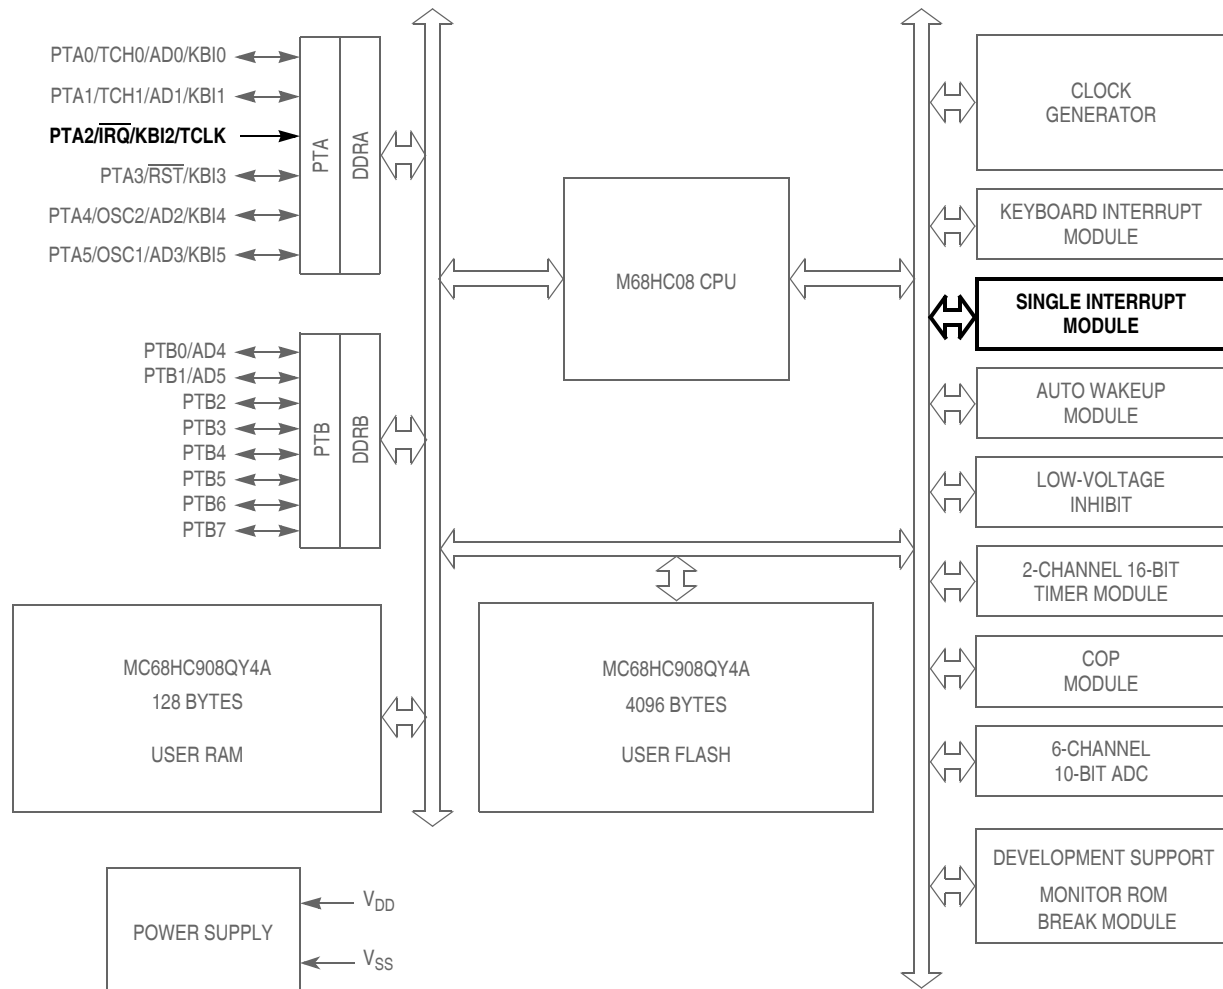 PTA0/TCH0/AD0/KBI0
PTA1/TCH1/AD1/KBI1
PTA2/IRQ/KBI2/TCLK
PTA3/RST/KBI3
PTA4/OSC2/AD2/KBI4
PTA5/OSC1/AD3/KBI5
PTA
DDRA
PTB0/AD4
PTB1/AD5
PTB2
PTB3
PTB4
PTB5
PTB6
PTB7
PTB
DDRB
M68HC08 CPU
MC68HC908QY4A
128 BYTES
USER RAM
MC68HC908QY4A
4096 BYTES
USER FLASH
POWER SUPPLY
VDD
VSS
CLOCK
GENERATOR
KEYBOARD INTERRUPT
MODULE
SINGLE INTERRUPT
MODULE
AUTO WAKEUP
MODULE
LOW-VOLTAGE
INHIBIT
2-CHANNEL 16-BIT
TIMER MODULE
COP
MODULE
6-CHANNEL
10-BIT ADC
DEVELOPMENT SUPPORT
MONITOR ROM
BREAK MODULE